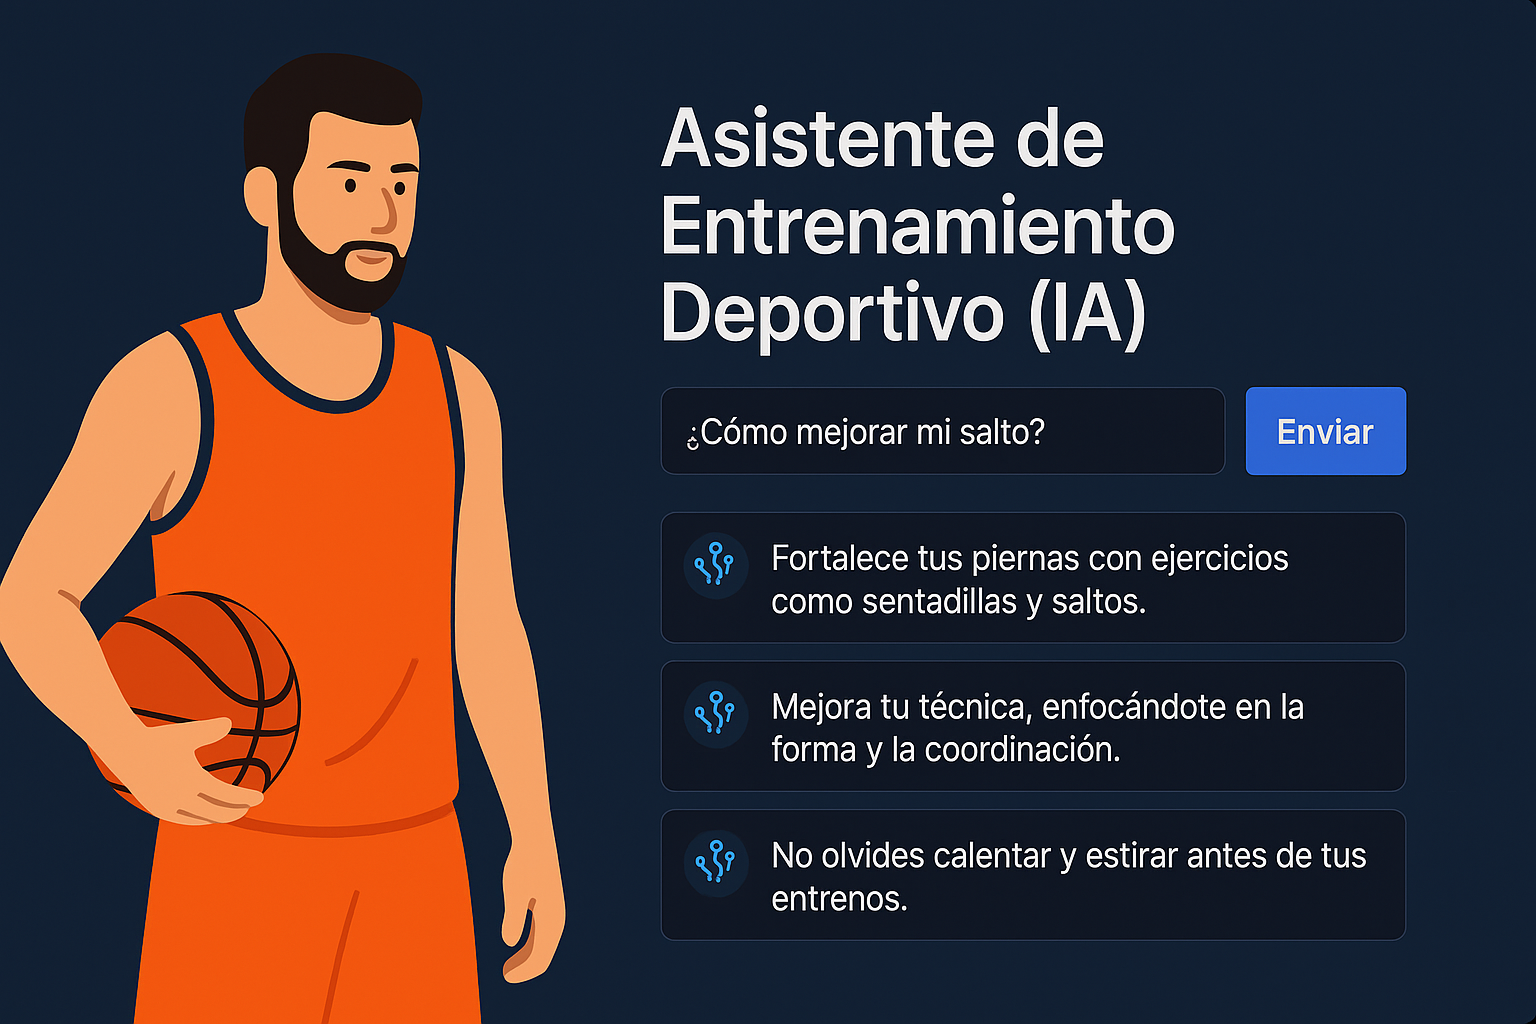 Asistente de
Entrenamiento
Deportivo (IA)
¿Cómo mejorar mi salto?
Enviar
Fortalece tus piernas con ejercicios
como sentadillas y saltos.
Mejora tu técnica, enfocándote en la
forma y la coordinación.
No olvides calentar y estirar antes de tus
entrenos.